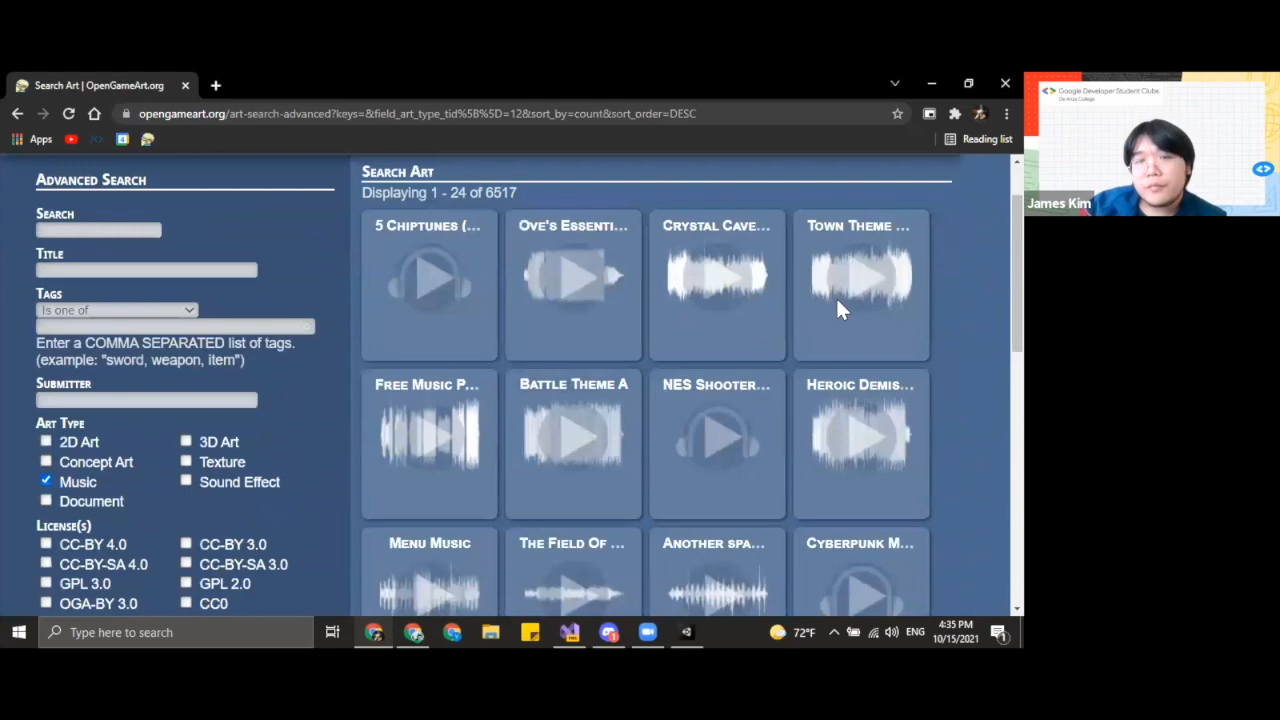 Search Art | OpenGameArt.org
opengameart.org/art-search-advanced?keys=&field_art_type_tid%5B%5D=12&sort_by=count&sort_order=DESC
Apps
Reading list
Google Developer Student Clubs
De Anza College
James Kim
ADVANCED SEARCH
SEARCH
TITLE
TAGS
Is one of
Enter a COMMA SEPARATED list of tags.
(example: "sword, weapon, item")
SUBMITTER
ART TYPE
2D Art
3D Art
Concept Art
Texture
Music
Sound Effect
Document
LICENSE(S)
CC-BY 4.0
CC-BY 3.0
CC-BY-SA 4.0
CC-BY-SA 3.0
GPL 3.0
GPL 2.0
OGA-BY 3.0
CC0
SEARCH ART
Displaying 1 - 24 of 6517
5 CHIPTUNES (...
OVE'S ESSENTI...
CRYSTAL CAVE...
TOWN THEME ...
FREE MUSIC P...
BATTLE THEME A
NES SHOOTER...
HEROIC DEMIS...
MENU MUSIC
THE FIELD OF ...
ANOTHER SPA...
CYBERPUNK M...
Type here to search
72°F
ENG
4:35 PM
10/15/2021
1